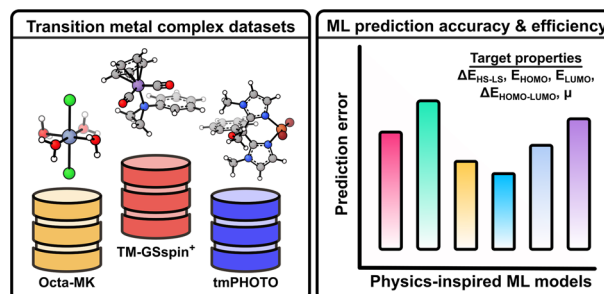 Transition metal complex datasets
Octa-MK
TM-GSspin⁺
tmPHOTO
ML prediction accuracy & efficiency
Target properties
ΔE_HS-LS, E_HOMO, E_LUMO,
ΔE_HOMO-LUMO, μ
Prediction error
Physics-inspired ML models